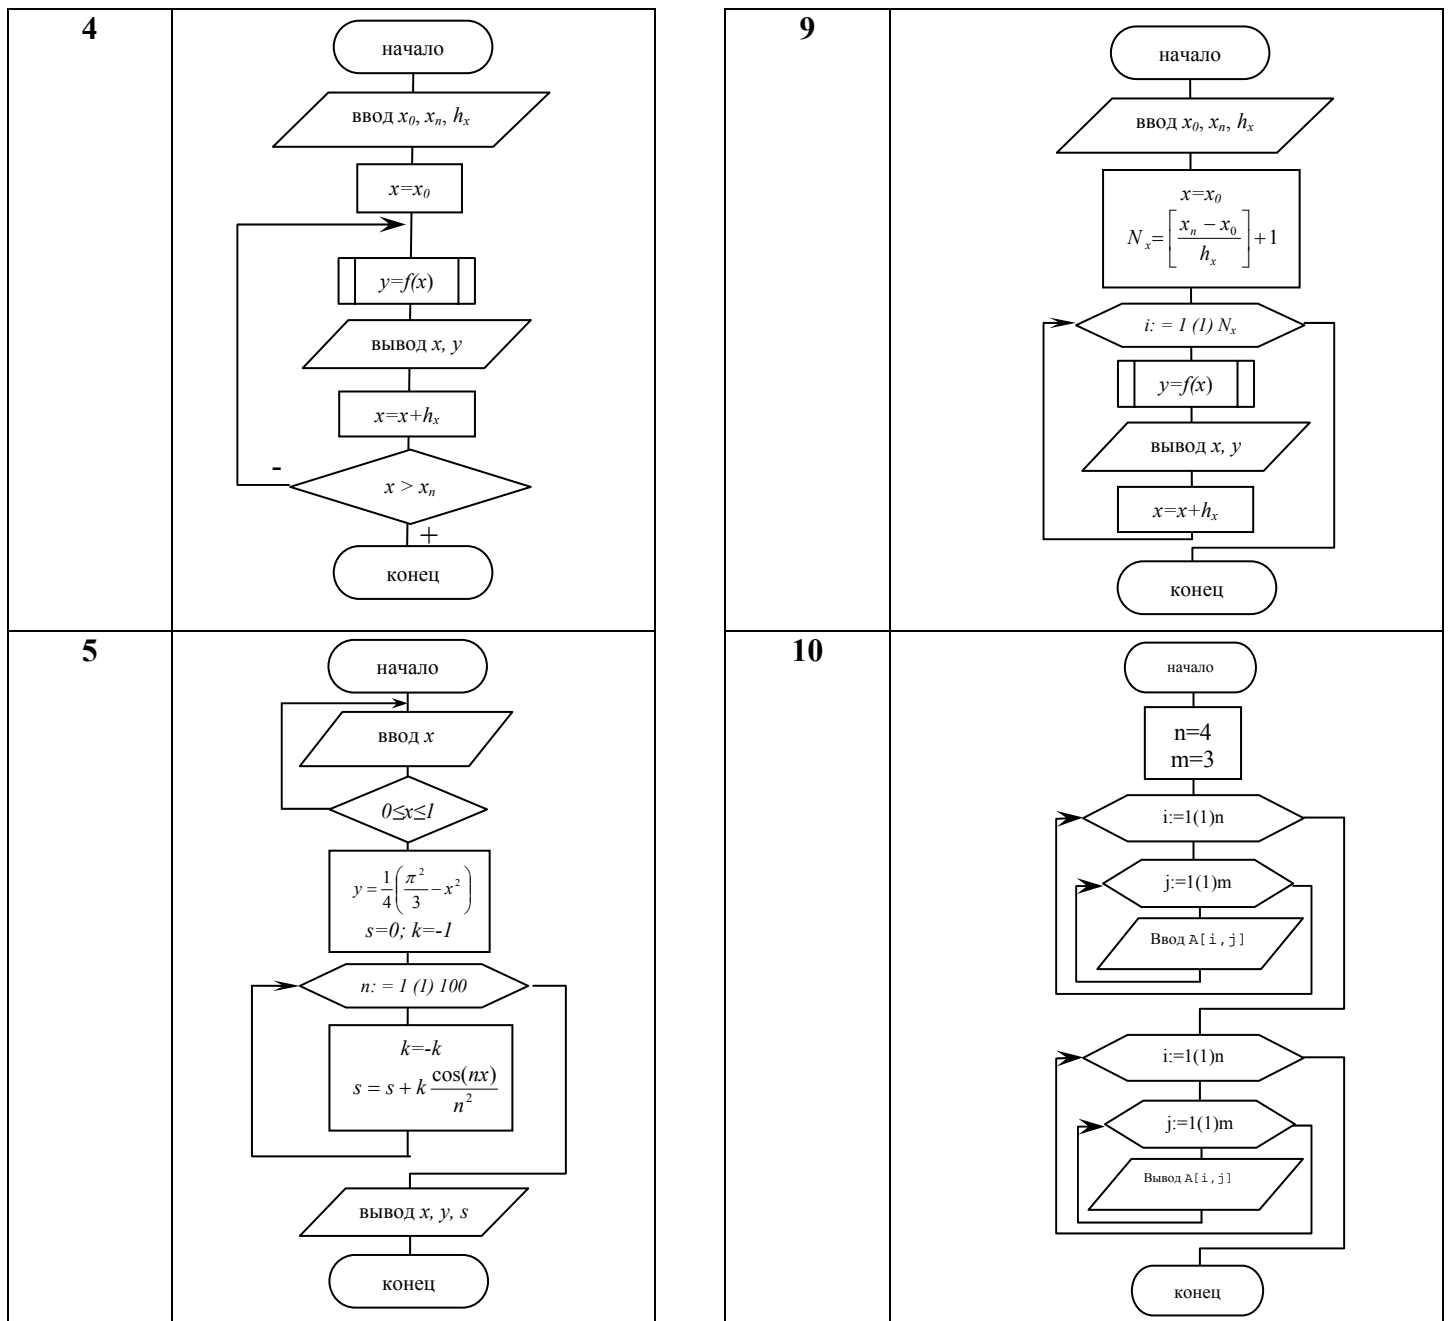 4
начало
ввод x₀, xₙ, hₓ
x=x₀
y=f(x)
вывод x, y
x=x+hₓ
-
x > xₙ
+
конец
5
начало
ввод x
0≤x≤1
y = 1/4 (π²/3 − x²)
s=0; k=-1
n: = 1 (1) 100
k=-k
s = s + k cos(nx)/n²
вывод x, y, s
конец
9
начало
ввод x₀, xₙ, hₓ
x=x₀
Nₓ= [(xₙ − x₀)/hₓ] + 1
i: = 1 (1) Nₓ
y=f(x)
вывод x, y
x=x+hₓ
конец
10
начало
n=4
m=3
i:=1(1)n
j:=1(1)m
Ввод A[i,j]
i:=1(1)n
j:=1(1)m
Вывод A[i,j]
конец